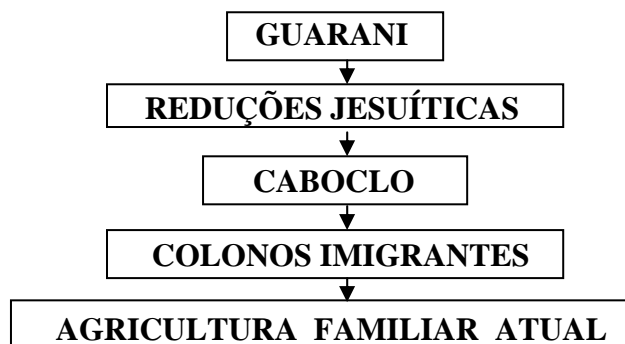 GUARANI
REDUÇÕES JESUÍTICAS
CABOCLO
COLONOS IMIGRANTES
AGRICULTURA FAMILIAR ATUAL